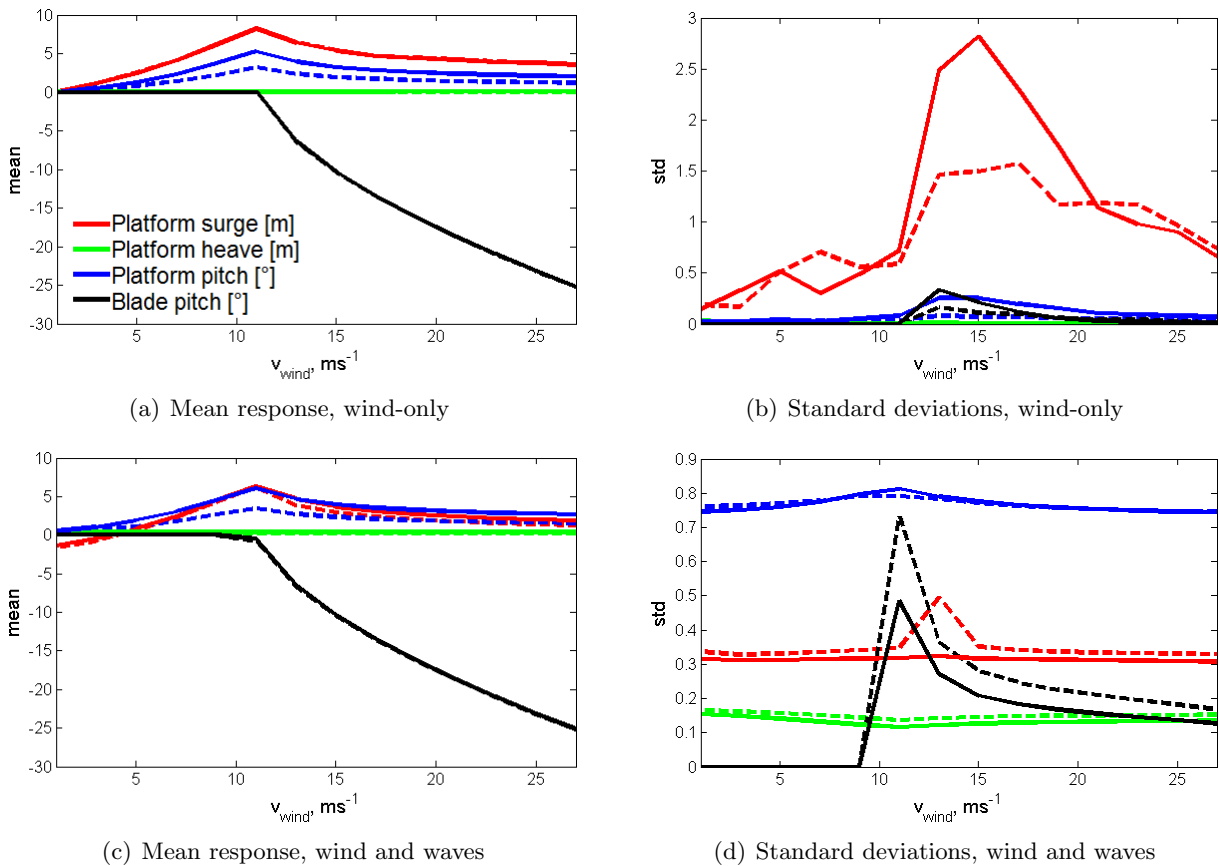 10
5
0
-5
-10
-15
-20
-25
-30
mean
Platform surge [m]
Platform heave [m]
Platform pitch [°]
Blade pitch [°]
5 10 15 20 25
v_wind, ms⁻¹
(a) Mean response, wind-only
3
2.5
2
1.5
1
0.5
0
std
5 10 15 20 25
v_wind, ms⁻¹
(b) Standard deviations, wind-only
10
5
0
-5
-10
-15
-20
-25
-30
mean
5 10 15 20 25
v_wind, ms⁻¹
(c) Mean response, wind and waves
0.9
0.8
0.7
0.6
0.5
0.4
0.3
0.2
0.1
0
std
5 10 15 20 25
v_wind, ms⁻¹
(d) Standard deviations, wind and waves